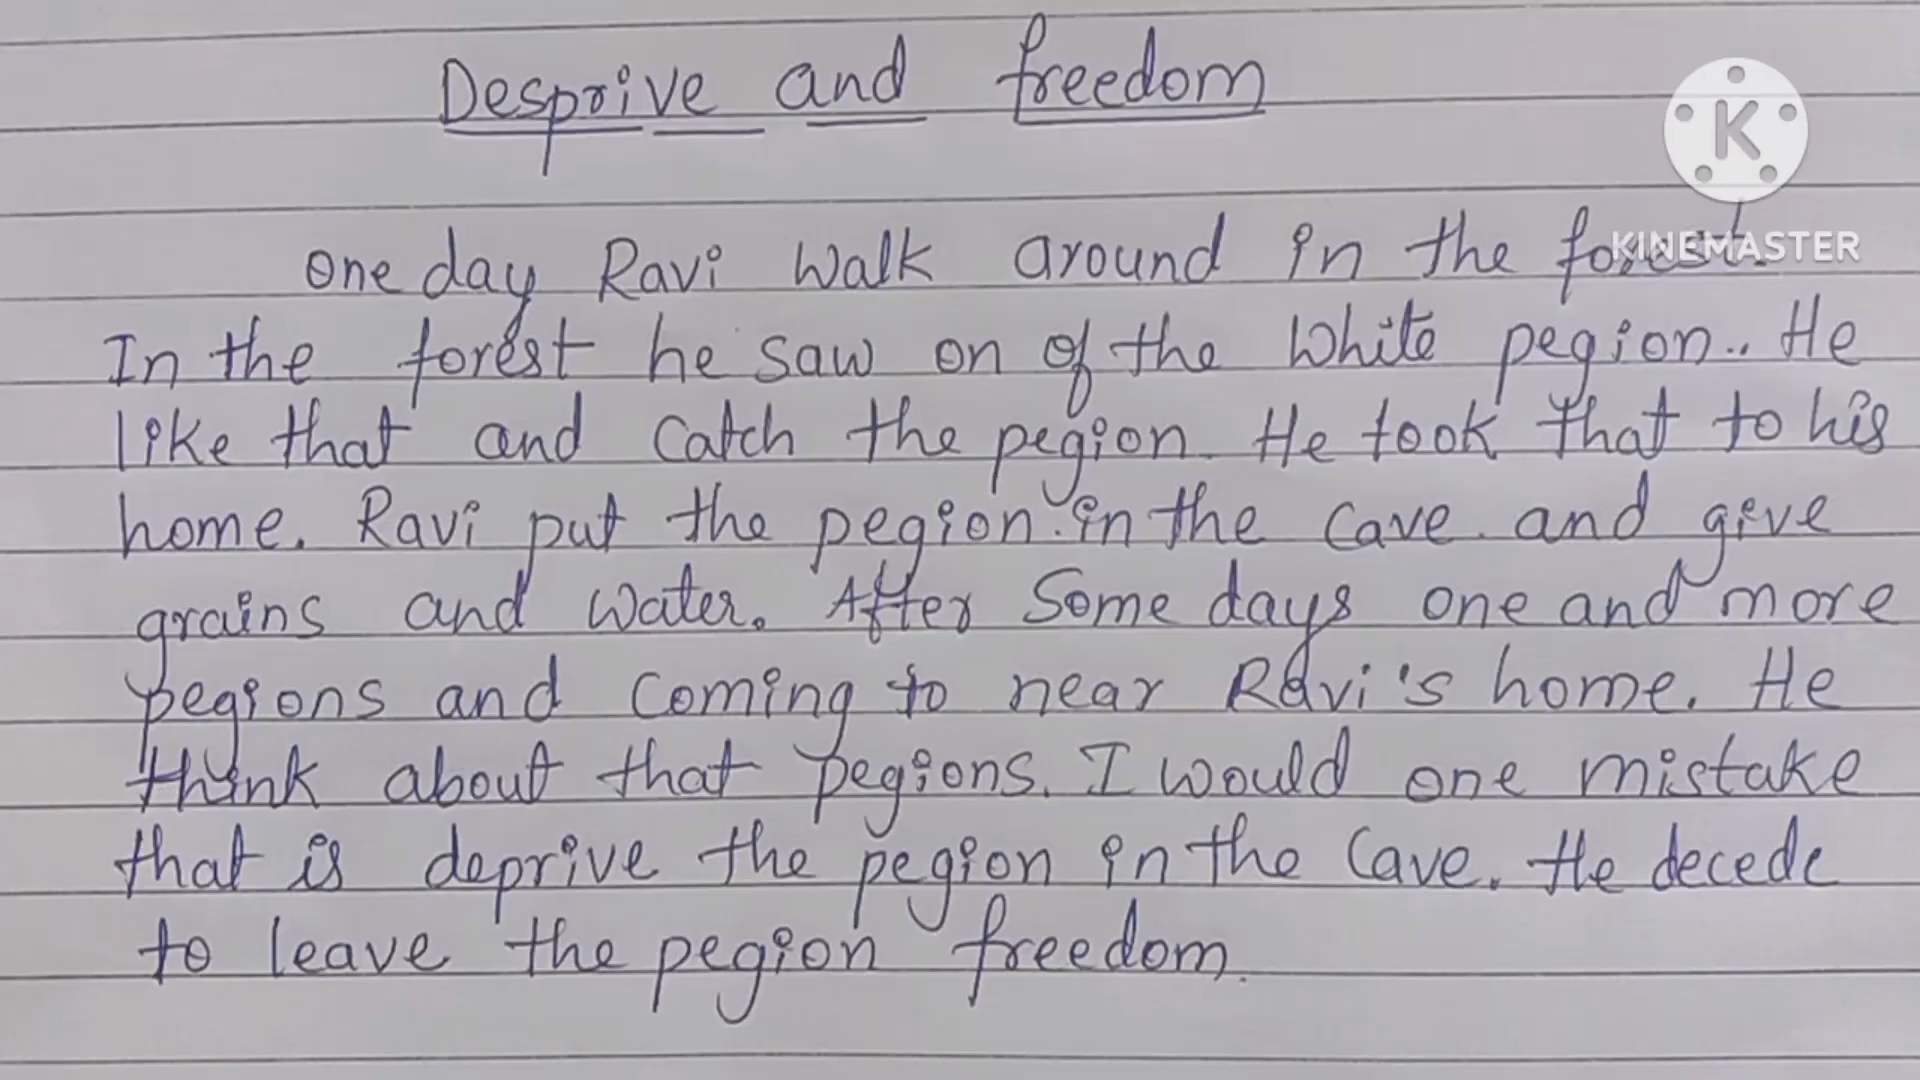 Desprive and freedom
K
KINEMASTER
One day Ravi walk around in the forest.
In the forest he saw on of the white pegion.. He
like that and catch the pegion. He took that to his
home. Ravi put the pegion in the cave and give
grains and water. After some days one and more
pegions and coming to near Ravi's home. He
think about that pegions. I would one mistake
that is deprive the pegion in the cave. He decede
to leave the pegion freedom.